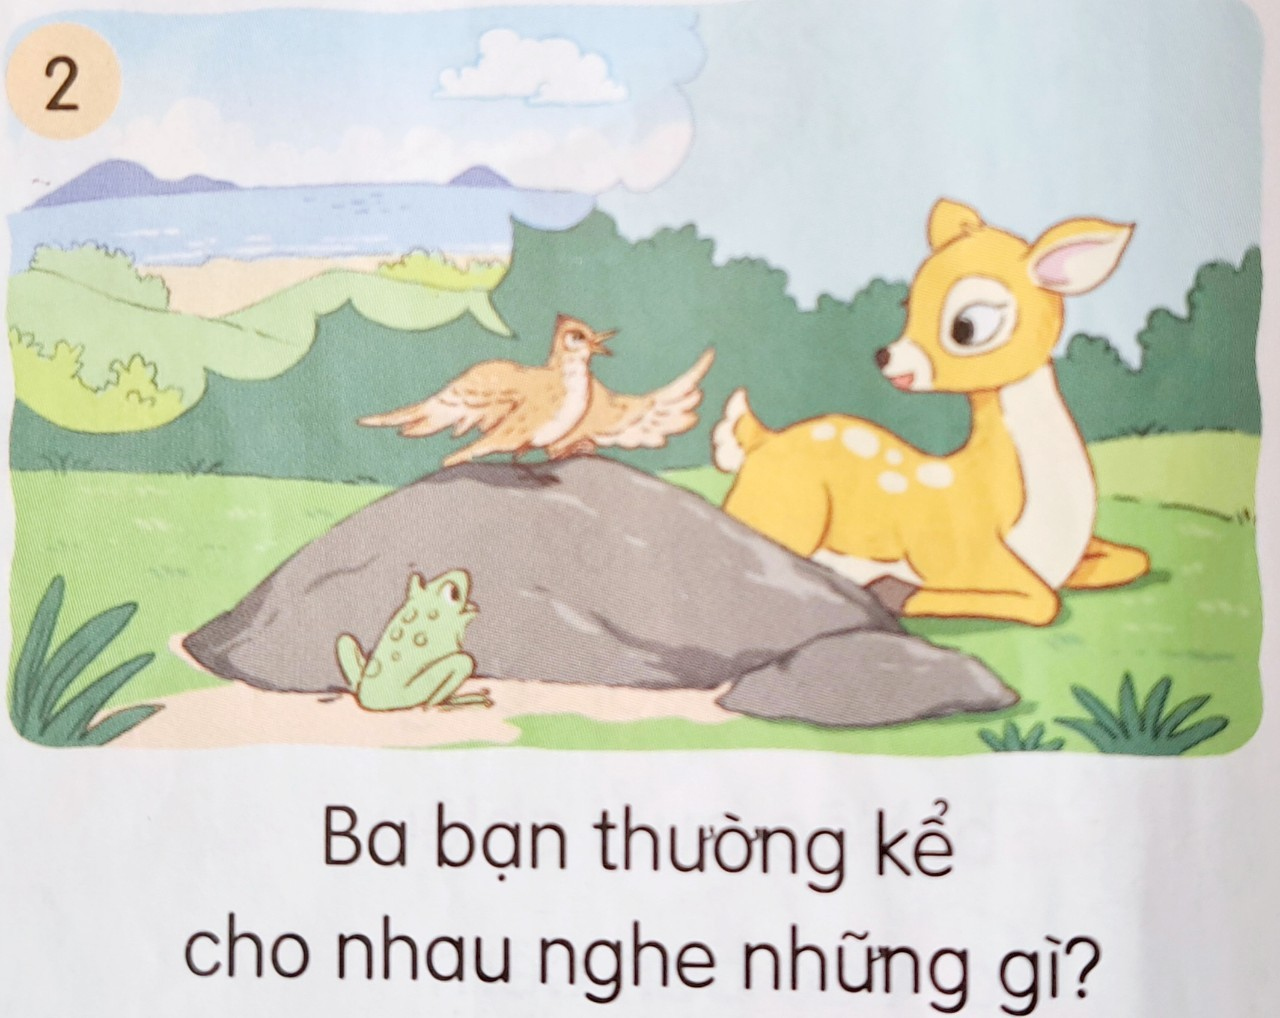 2
Ba bạn thường kể
cho nhau nghe những gì?